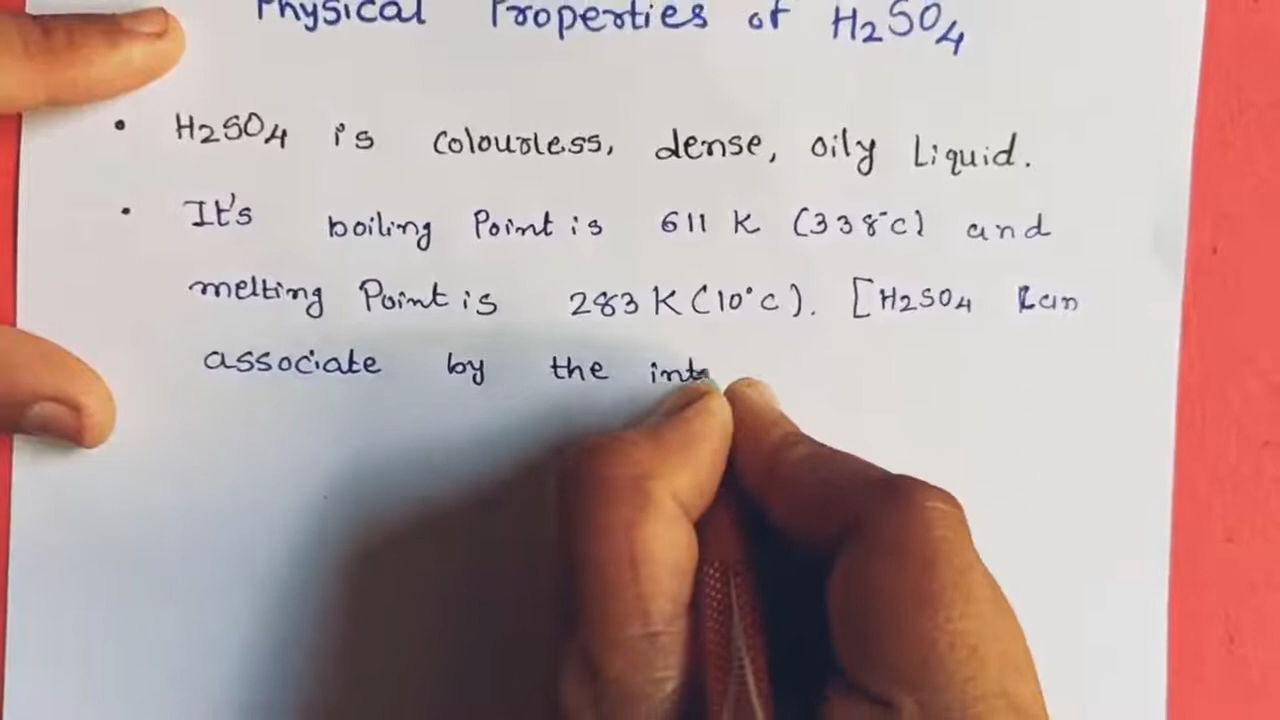 Physical Properties of H2SO4
• H2SO4 is colourless, dense, oily Liquid.
• It's boiling Point is 611 K (338°C) and
melting Point is 283 K (10°C). [H2SO4 can
associate by the int